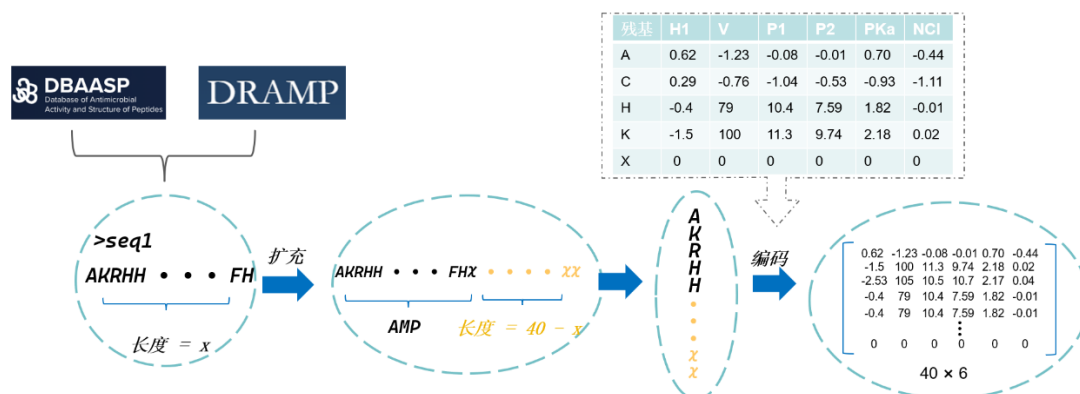 残基 H1 V P1 P2 PKa NCI
A 0.62 -1.23 -0.08 -0.01 0.70 -0.44
C 0.29 -0.76 -1.04 -0.53 -0.93 -1.11
H -0.4 79 10.4 7.59 1.82 -0.01
K -1.5 100 11.3 9.74 2.18 0.02
X 0 0 0 0 0 0
DBAASP
Database of Antimicrobial
Activity and Structure of Peptides
DRAMP
>seq1
AKRHH • • • FH
长度 = x
扩充
AKRHH • • • FHχ • • • • • χχ
AMP
长度 = 40 - x
A
K
R
H
H
•
•
•
χ
χ
编码
0.62 -1.23 -0.08 -0.01 0.70 -0.44
-1.5 100 11.3 9.74 2.18 0.02
-2.53 105 10.5 10.7 2.17 0.04
-0.4 79 10.4 7.59 1.82 -0.01
-0.4 79 10.4 7.59 1.82 -0.01
⋮
0 0 0 0 0 0
40 × 6